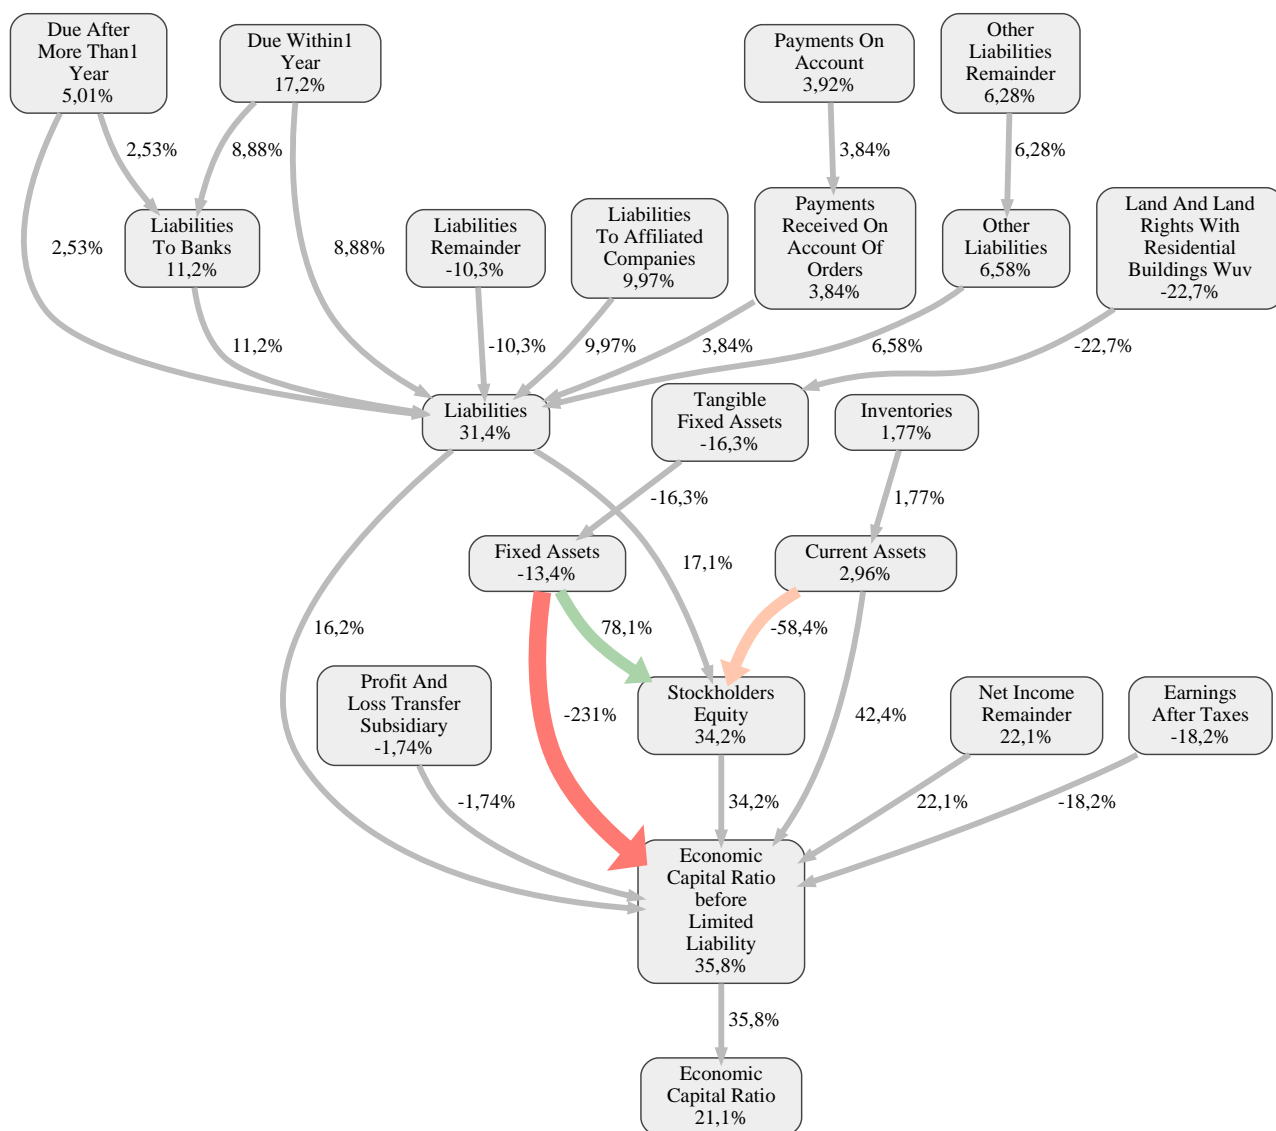 Due After
More Than1
Year
5,01%
Due Within1
Year
17,2%
Payments On
Account
3,92%
Other
Liabilities
Remainder
6,28%
2,53%
8,88%
3,84%
6,28%
Liabilities
To Banks
11,2%
Liabilities
Remainder
-10,3%
Liabilities
To Affiliated
Companies
9,97%
Payments
Received On
Account Of
Orders
3,84%
Other
Liabilities
6,58%
Land And Land
Rights With
Residential
Buildings Wuv
-22,7%
2,53%
8,88%
11,2%
-10,3%
9,97%
3,84%
6,58%
-22,7%
Liabilities
31,4%
Tangible
Fixed Assets
-16,3%
Inventories
1,77%
-16,3%
1,77%
Fixed Assets
-13,4%
17,1%
Current Assets
2,96%
16,2%
78,1%
-58,4%
Profit And
Loss Transfer
Subsidiary
-1,74%
-231%
Stockholders
Equity
34,2%
42,4%
Net Income
Remainder
22,1%
Earnings
After Taxes
-18,2%
-1,74%
34,2%
22,1%
-18,2%
Economic
Capital Ratio
before
Limited
Liability
35,8%
35,8%
Economic
Capital Ratio
21,1%